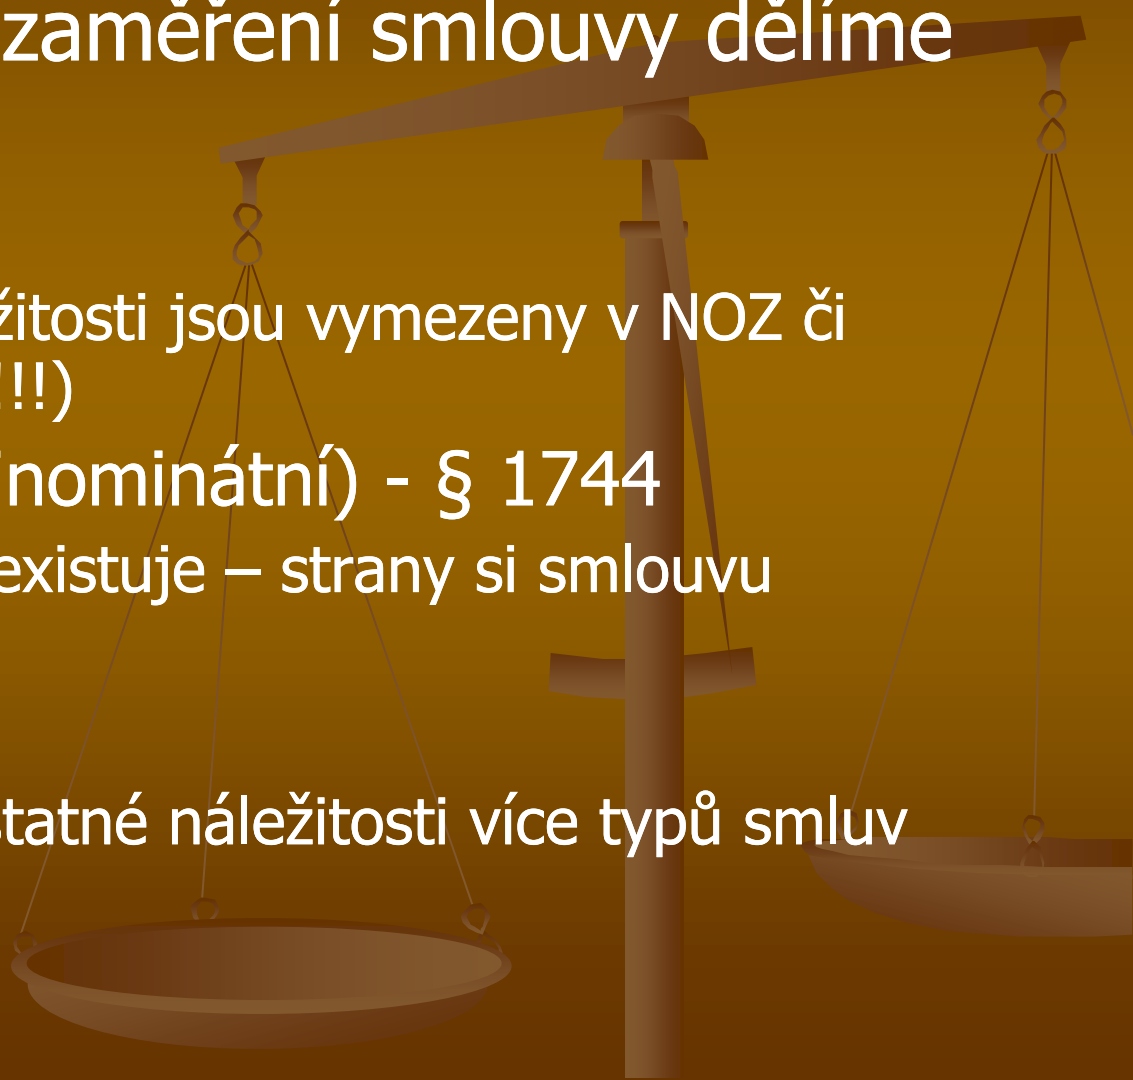 zaměření smlouvy dělíme
žitosti jsou vymezeny v NOZ či
!!!)
nominátní) - § 1744
existuje – strany si smlouvu
statné náležitosti více typů smluv